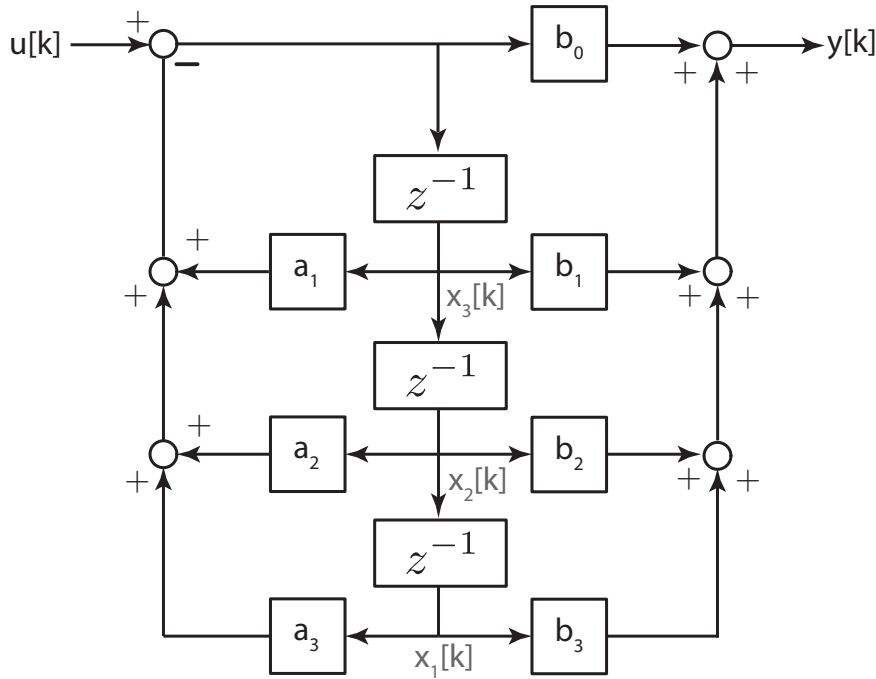 +
u[k]
−
b₀
+ +
y[k]
z⁻¹
+
a₁
b₁
+
x₃[k]
+ +
z⁻¹
+
a₂
b₂
+
x₂[k]
+ +
z⁻¹
a₃
b₃
x₁[k]